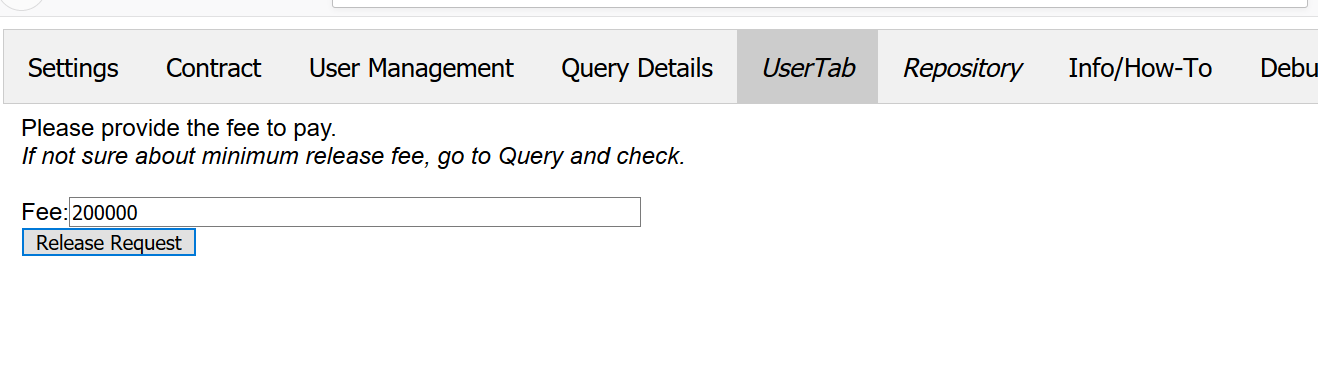 Settings Contract User Management Query Details UserTab Repository Info/How-To Debu
Please provide the fee to pay.
If not sure about minimum release fee, go to Query and check.
Fee:200000
Release Request